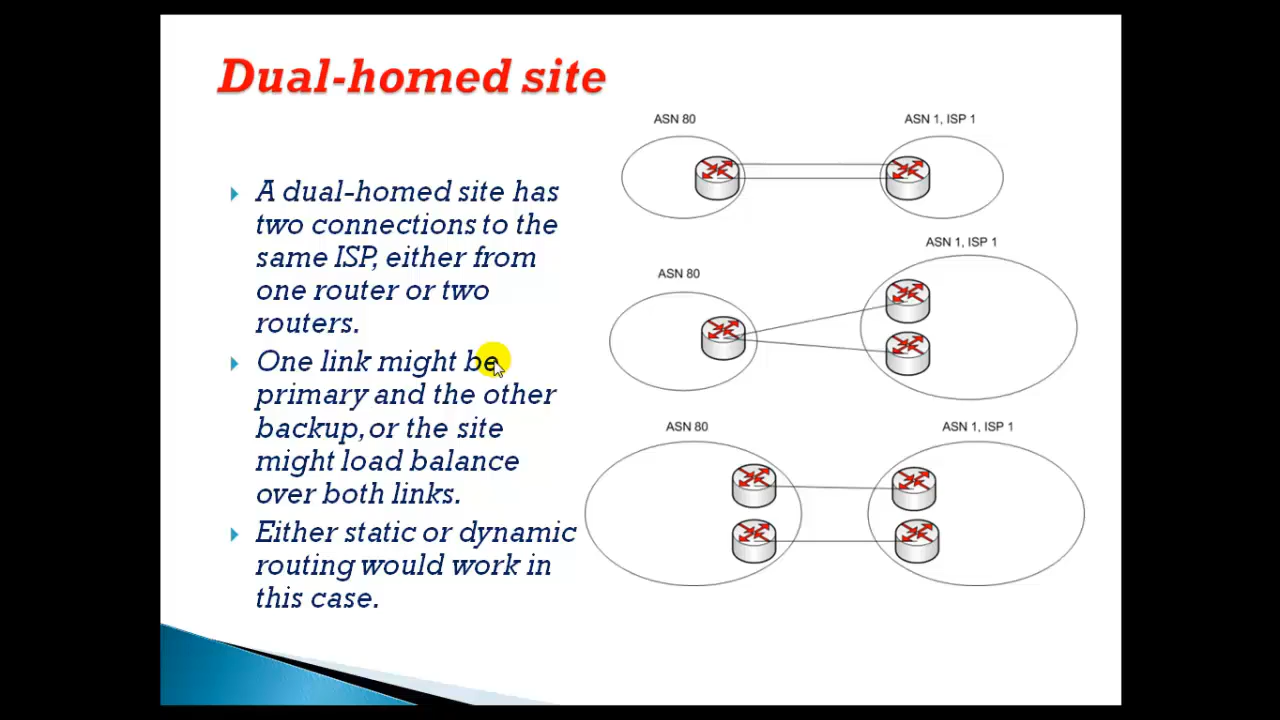 Dual-homed site
A dual-homed site has
two connections to the
same ISP, either from
one router or two
routers.
One link might be
primary and the other
backup, or the site
might load balance
over both links.
Either static or dynamic
routing would work in
this case.
ASN 80
ASN 1, ISP 1
ASN 80
ASN 1, ISP 1
ASN 80
ASN 1, ISP 1